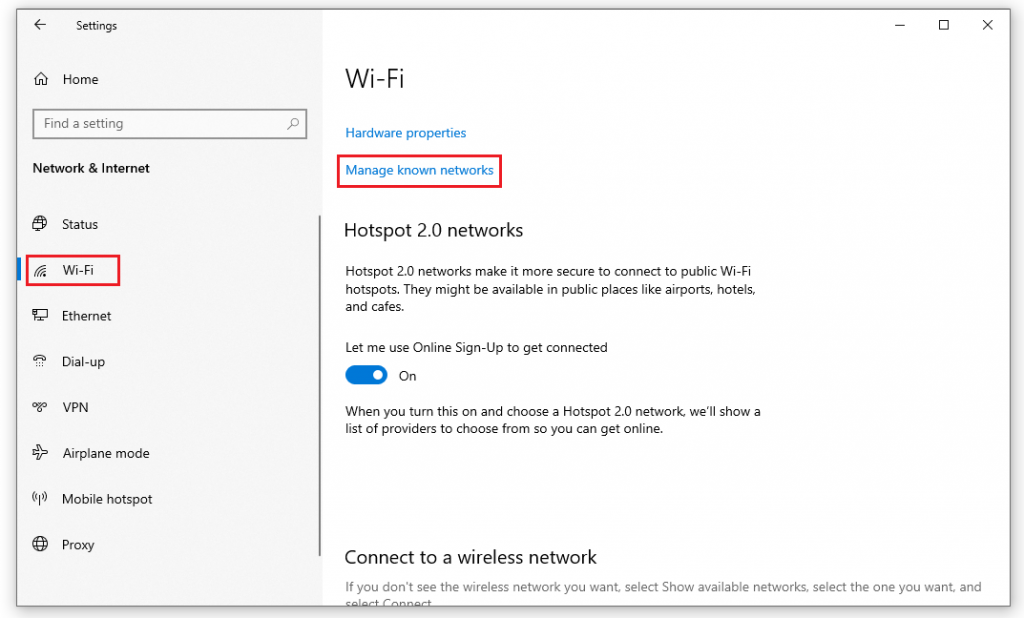 Settings
Home
Find a setting
Network & Internet
Status
Wi-Fi
Ethernet
Dial-up
VPN
Airplane mode
Mobile hotspot
Proxy
Wi-Fi
Hardware properties
Manage known networks
Hotspot 2.0 networks
Hotspot 2.0 networks make it more secure to connect to public Wi-Fi
hotspots. They might be available in public places like airports, hotels,
and cafes.
Let me use Online Sign-Up to get connected
On
When you turn this on and choose a Hotspot 2.0 network, we'll show a
list of providers to choose from so you can get online.
Connect to a wireless network
If you don't see the wireless network you want, select Show available networks, select the one you want, and
select Connect